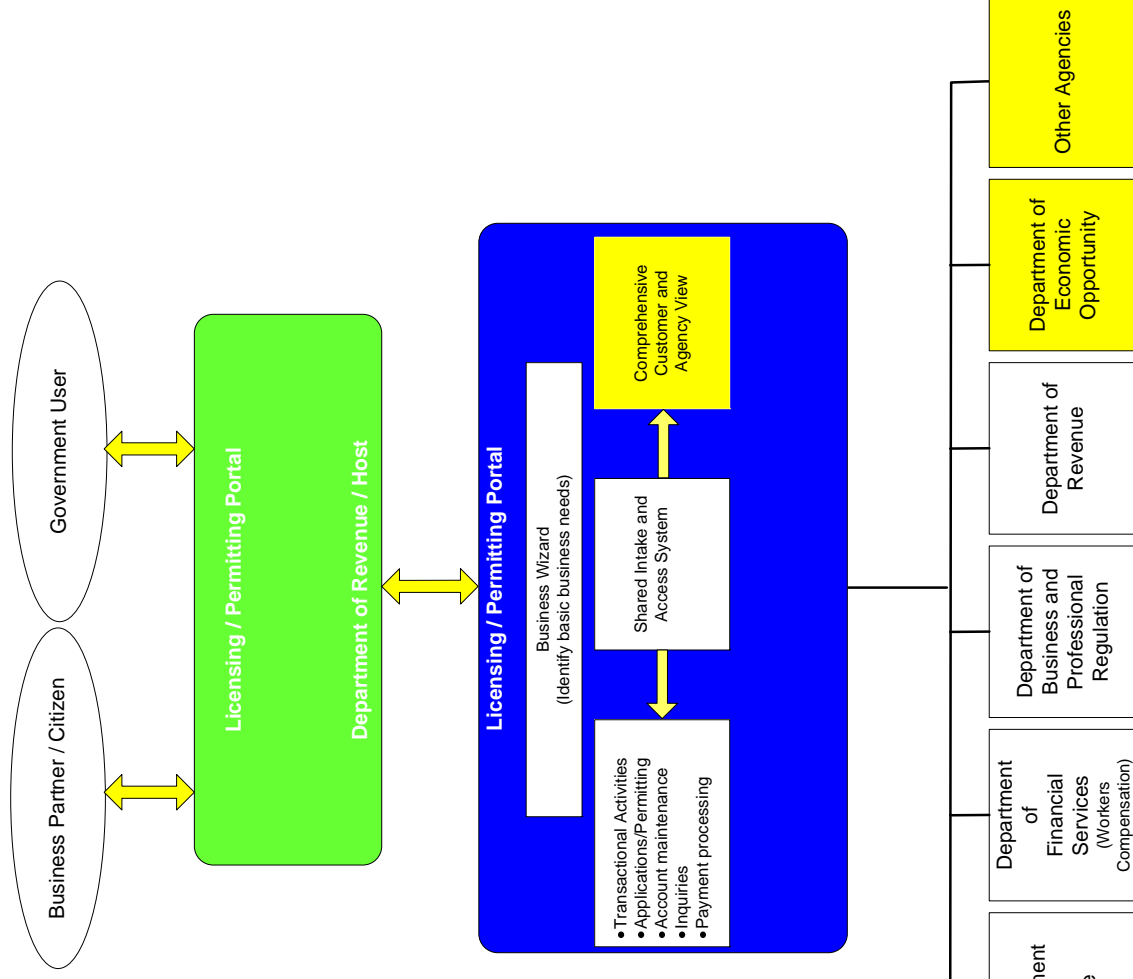 Business Partner / Citizen
Government User
Licensing / Permitting Portal
Department of Revenue / Host
Licensing / Permitting Portal
Business Wizard
(Identify basic business needs)
• Transactional Activities
• Applications/Permitting
• Account maintenance
• Inquiries
• Payment processing
Shared Intake and
Access System
Comprehensive
Customer and
Agency View
Department
of
Financial
Services
(Workers
Compensation)
Department of
Business and
Professional
Regulation
Department of
Revenue
Department of
Economic
Opportunity
Other Agencies